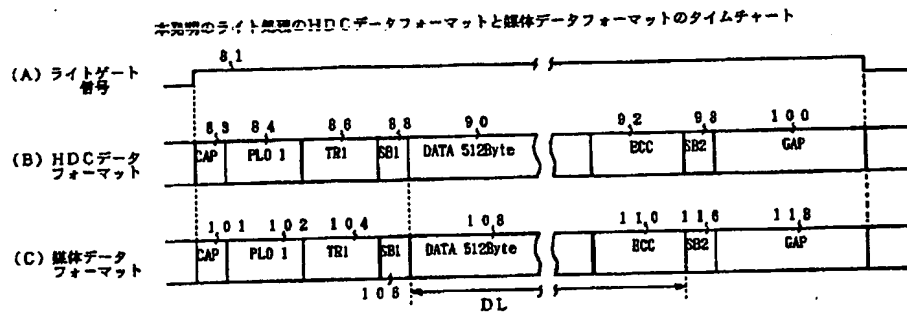 本発明のライト処理のHDCデータフォーマットと媒体データフォーマットのタイムチャート
81
(A) ライトゲート
信号
83 84 86 88 90 92 98 100
(B) HDCデータ
フォーマット
CAP PLO 1 TR1 SB1 DATA 512Byte ECC SB2 GAP
101 102 104 108 110 116 118
(C) 媒体データ
フォーマット
CAP PLO 1 TR1 SB1 DATA 512Byte ECC SB2 GAP
106
DL